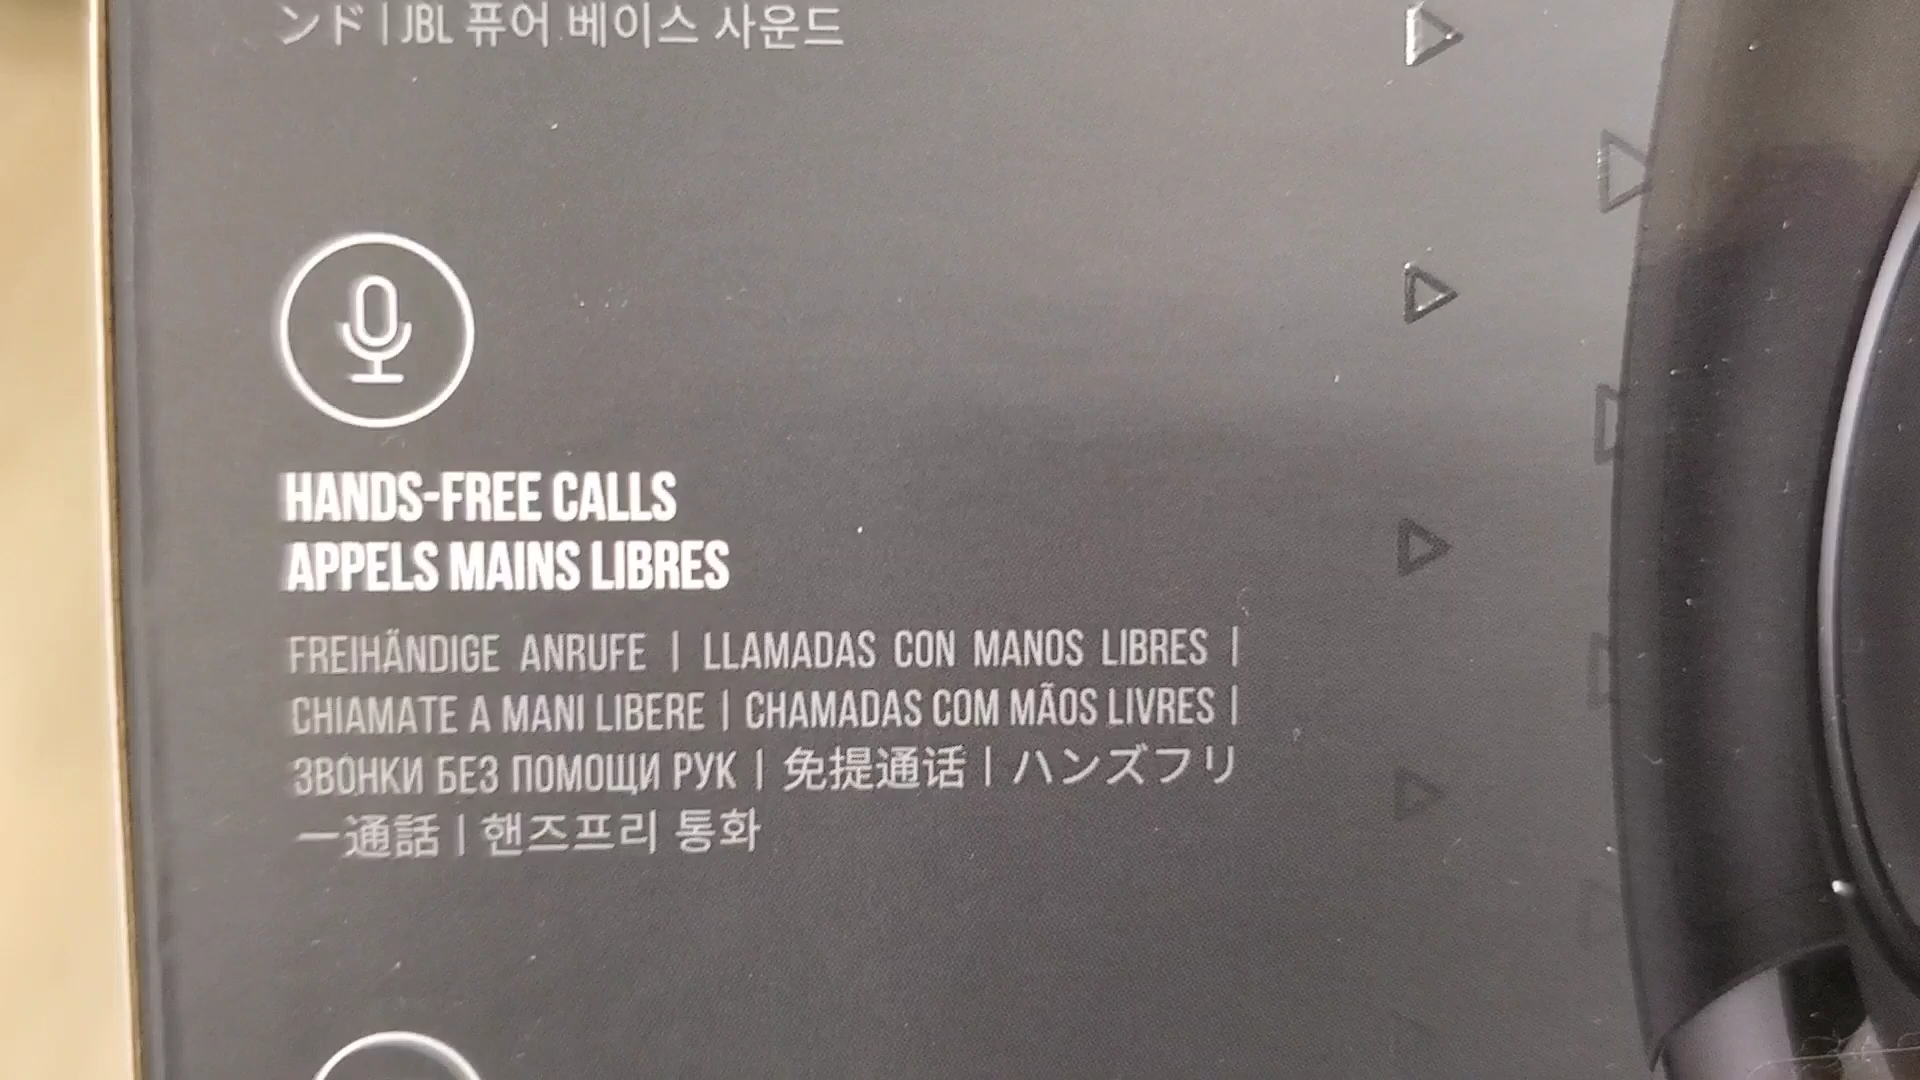 ンド | JBL 퓨어 베이스 사운드
HANDS-FREE CALLS
APPELS MAINS LIBRES
FREIHÄNDIGE ANRUFE | LLAMADAS CON MANOS LIBRES |
CHIAMATE A MANI LIBERE | CHAMADAS COM MÃOS LIVRES |
ЗВОНКИ БЕЗ ПОМОЩИ РУК | 免提通话 | ハンズフリ
ー通話 | 핸즈프리 통화